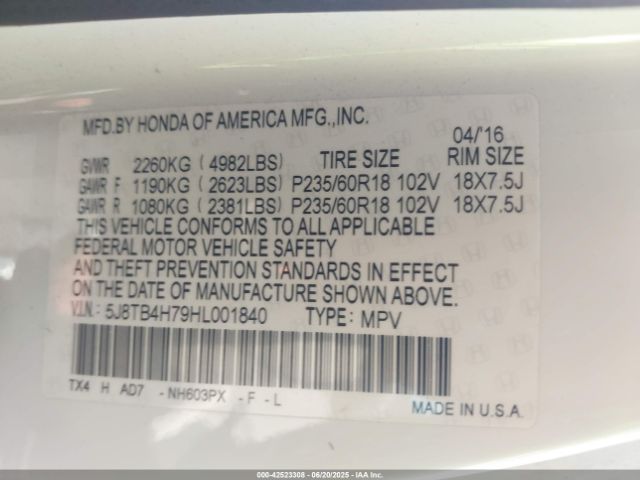 MFD.BY HONDA OF AMERICA MFG.,INC.
04/'16
GVWR 2260KG (4982LBS) TIRE SIZE RIM SIZE
GAWR F 1190KG (2623LBS) P235/60R18 102V 18X7.5J
GAWR R 1080KG (2381LBS) P235/60R18 102V 18X7.5J
THIS VEHICLE CONFORMS TO ALL APPLICABLE
FEDERAL MOTOR VEHICLE SAFETY
AND THEFT PREVENTION STANDARDS IN EFFECT
ON THE DATE OF MANUFACTURE SHOWN ABOVE.
V.I.N.: 5J8TB4H79HL001840 TYPE: MPV
TX4 H AD7 -NH603PX -F -L
MADE IN U.S.A.
000-42523308 06/20/2025 - IAAI.COM